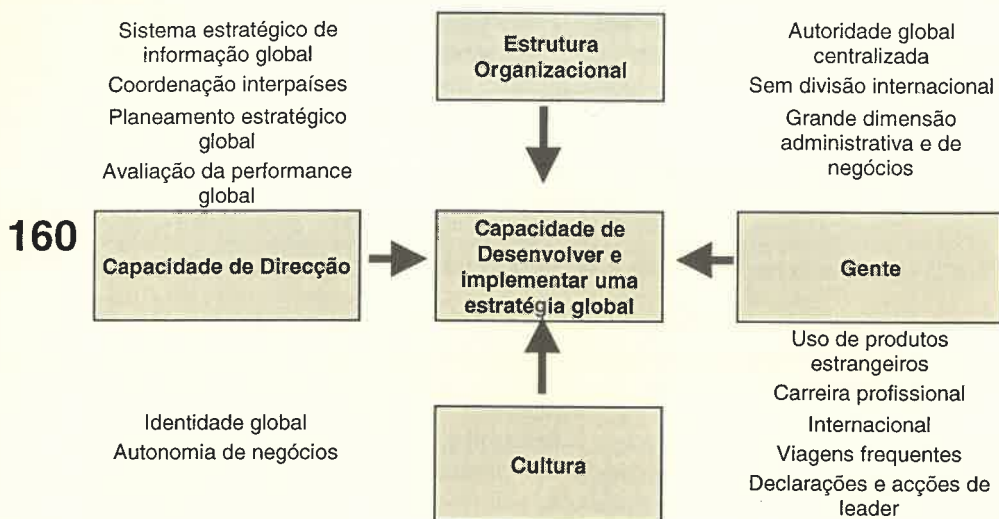 Sistema estratégico de
informação global
Coordenação interpaíses
Planeamento estratégico
global
Avaliação da performance
global
Estrutura
Organizacional
Autoridade global
centralizada
Sem divisão internacional
Grande dimensão
administrativa e de
negócios
160
Capacidade de Direcção
Capacidade de
Desenvolver e
implementar uma
estratégia global
Gente
Identidade global
Autonomia de negócios
Cultura
Uso de produtos
estrangeiros
Carreira profissional
Internacional
Viagens frequentes
Declarações e acções de
leader